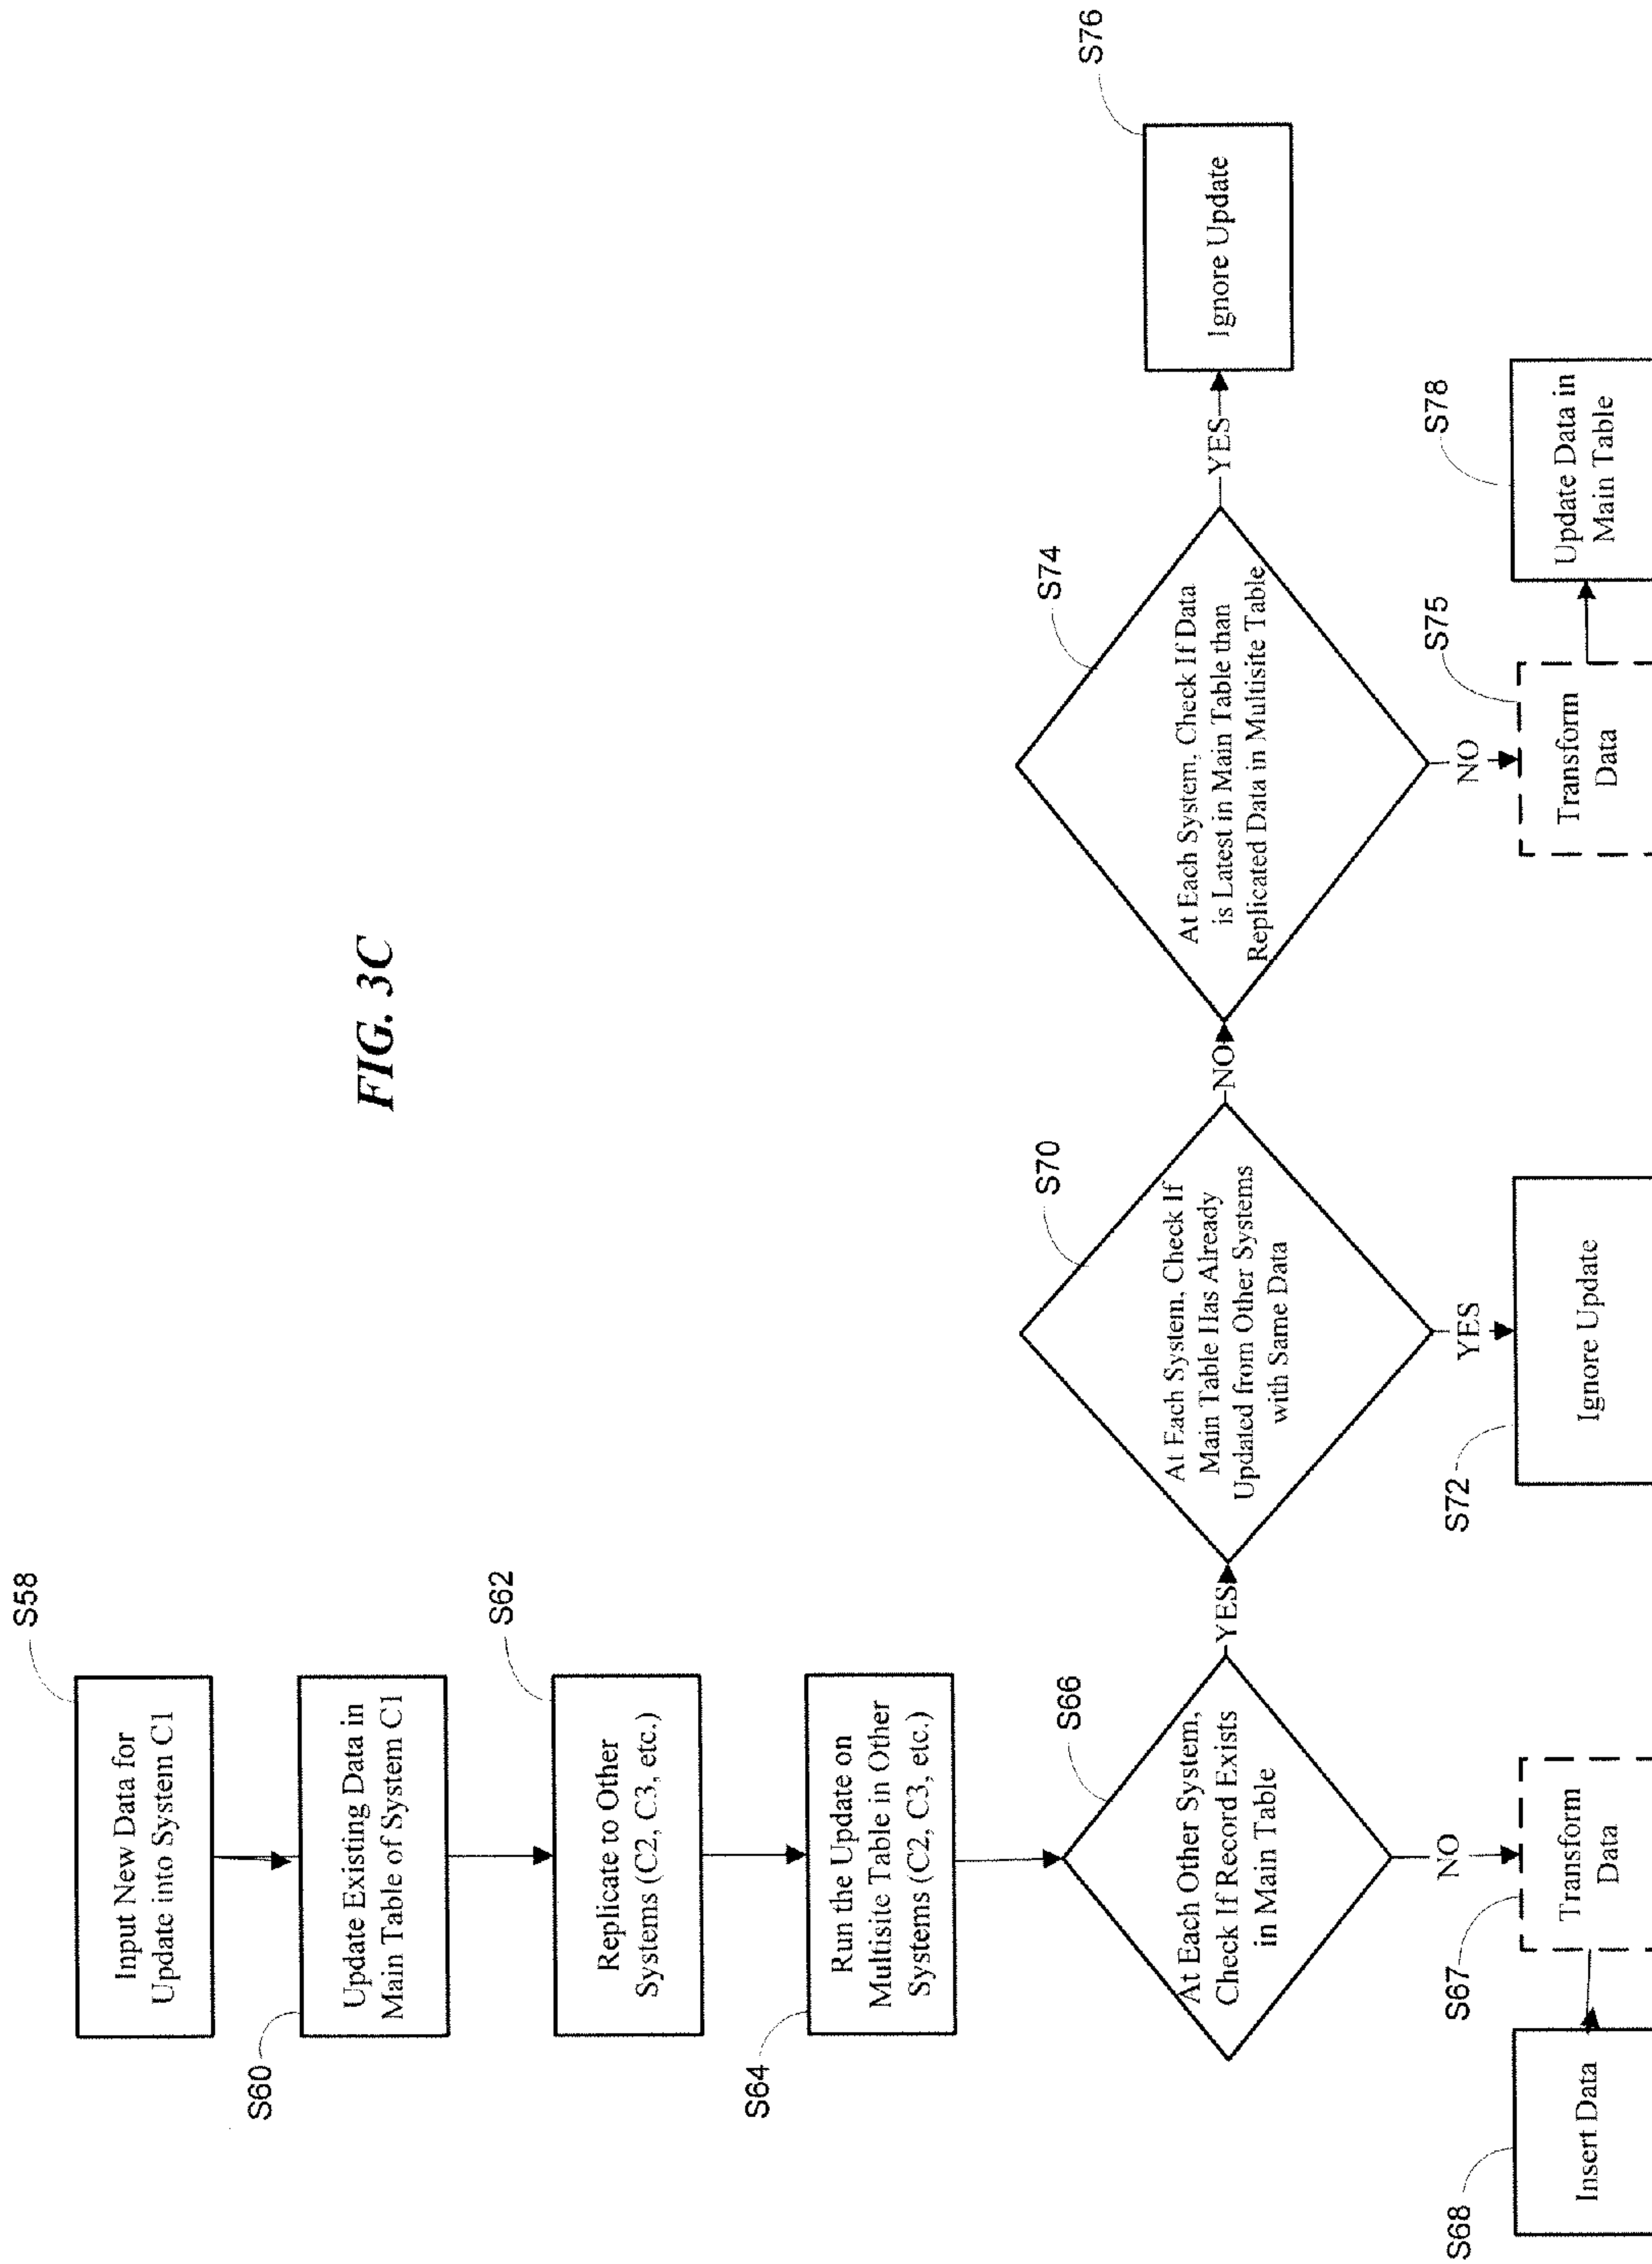 FIG. 3C
S58
Input New Data for
Update into System C1
S60
Update Existing Data in
Main Table of System C1
S62
Replicate to Other
Systems (C2, C3, etc.)
S64
Run the Update on
Multisite Table in Other
Systems (C2, C3, etc.)
S66
At Each Other System,
Check If Record Exists
in Main Table
YES
NO
S67
Transform
Data
S68
Insert Data
S70
At Each System, Check If
Main Table Has Already
Updated from Other Systems
with Same Data
YES
NO
S72
Ignore Update
S74
At Each System, Check If Data
is Latest in Main Table than
Replicated Data in Multisite Table
YES
NO
S76
Ignore Update
S75
Transform
Data
S78
Update Data in
Main Table